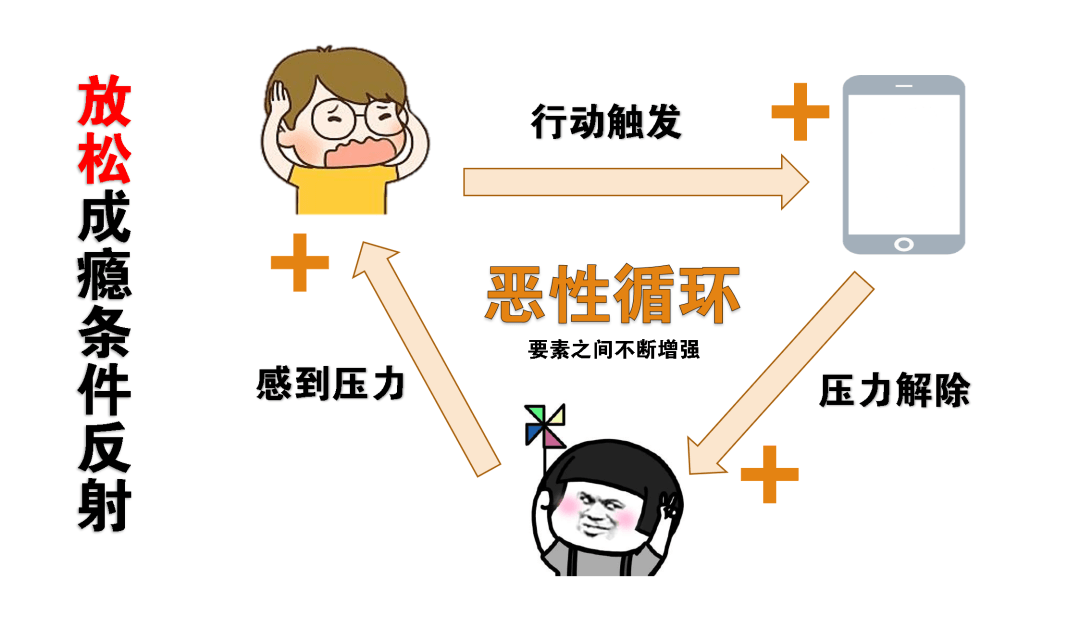 放松成瘾条件反射
行动触发
恶性循环
要素之间不断增强
感到压力
压力解除